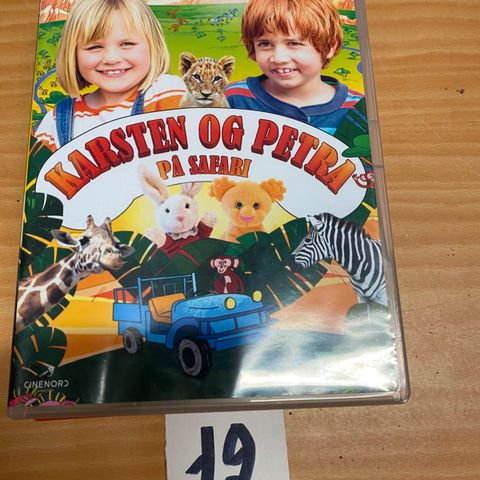 KARSTEN OG PETRA
PÅ SAFARI
CINENORD
19